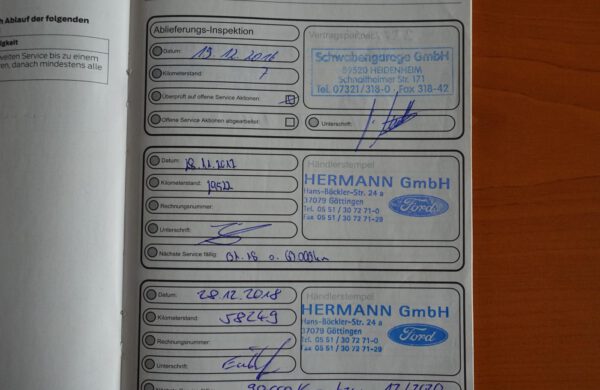 h Ablauf der folgenden
igkeit
weiten Service bis zu einem
ren, danach mindestens alle
Ablieferungs-Inspektion
Vertragspartner:
Datum: 19.12.2016
Schwabengarage GmbH
Kilometerstand: 7
89520 HEIDENHEIM
Schnaitheimer Str. 171
Überprüft auf offene Service Aktionen:
Tel. 07321/318-0 Fax 318-42
Offene Service Aktionen abgearbeitet:
Unterschrift:
Datum: 28.11.2017
Händlerstempel
Kilometerstand:
HERMANN GmbH
Hans-Böckler-Str. 24 a
37079 Göttingen
Rechnungsnummer:
Tel. 05 51 / 30 72 71-0
Fax 05 51 / 30 72 71-29
Ford
Unterschrift:
Nächste Service fällig:
Datum: 28.12.2018
Händlerstempel
Kilometerstand: 58249
HERMANN GmbH
Hans-Böckler-Str. 24 a
37079 Göttingen
Rechnungsnummer:
Tel. 05 51 / 30 72 71-0
Fax 05 51 / 30 72 71-29
Ford
Unterschrift:
12/2020